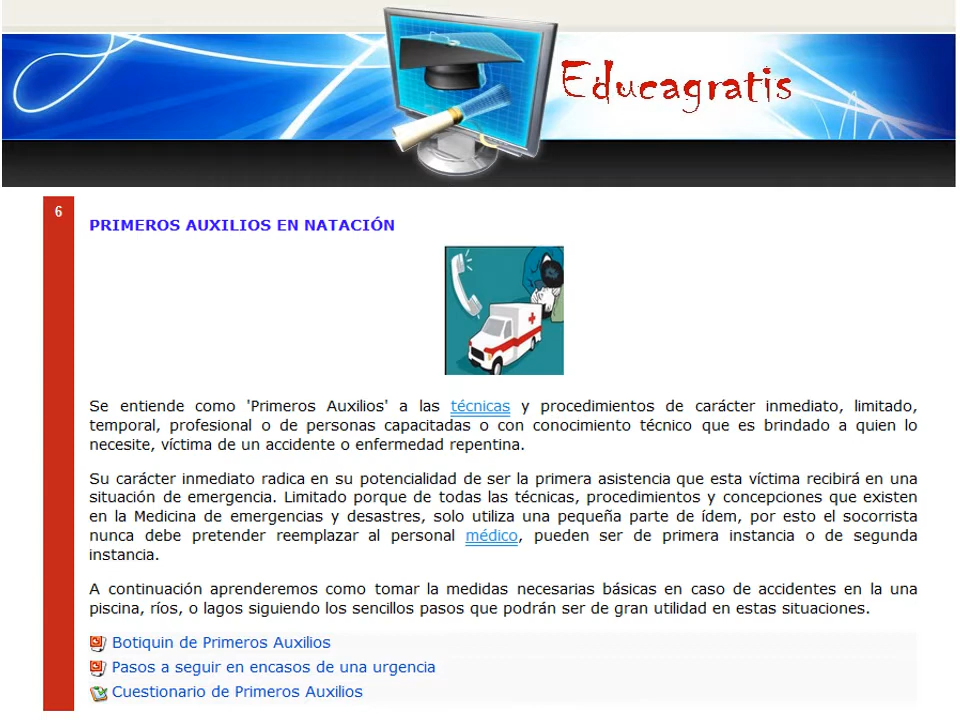 Educagratis
6
PRIMEROS AUXILIOS EN NATACIÓN
Se entiende como 'Primeros Auxilios' a las técnicas y procedimientos de carácter inmediato, limitado,
temporal, profesional o de personas capacitadas o con conocimiento técnico que es brindado a quien lo
necesite, víctima de un accidente o enfermedad repentina.
Su carácter inmediato radica en su potencialidad de ser la primera asistencia que esta víctima recibirá en una
situación de emergencia. Limitado porque de todas las técnicas, procedimientos y concepciones que existen
en la Medicina de emergencias y desastres, solo utiliza una pequeña parte de ídem, por esto el socorrista
nunca debe pretender reemplazar al personal médico, pueden ser de primera instancia o de segunda
instancia.
A continuación aprenderemos como tomar la medidas necesarias básicas en caso de accidentes en la una
piscina, ríos, o lagos siguiendo los sencillos pasos que podrán ser de gran utilidad en estas situaciones.
Botiquin de Primeros Auxilios
Pasos a seguir en encasos de una urgencia
Cuestionario de Primeros Auxilios